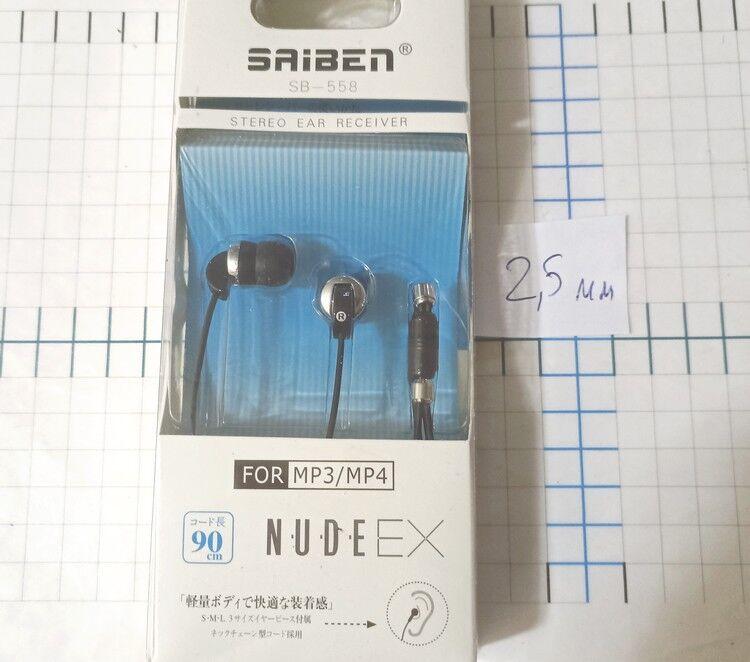 SAIBEN®
SB-558
STEREO EAR RECEIVER
2,5 мм
R
FOR MP3/MP4
コード長
90
cm
NUDE EX
「軽量ボディで快適な装着感」
S・M・L 3サイズイヤーピース付属
ネックチェーン型コード採用